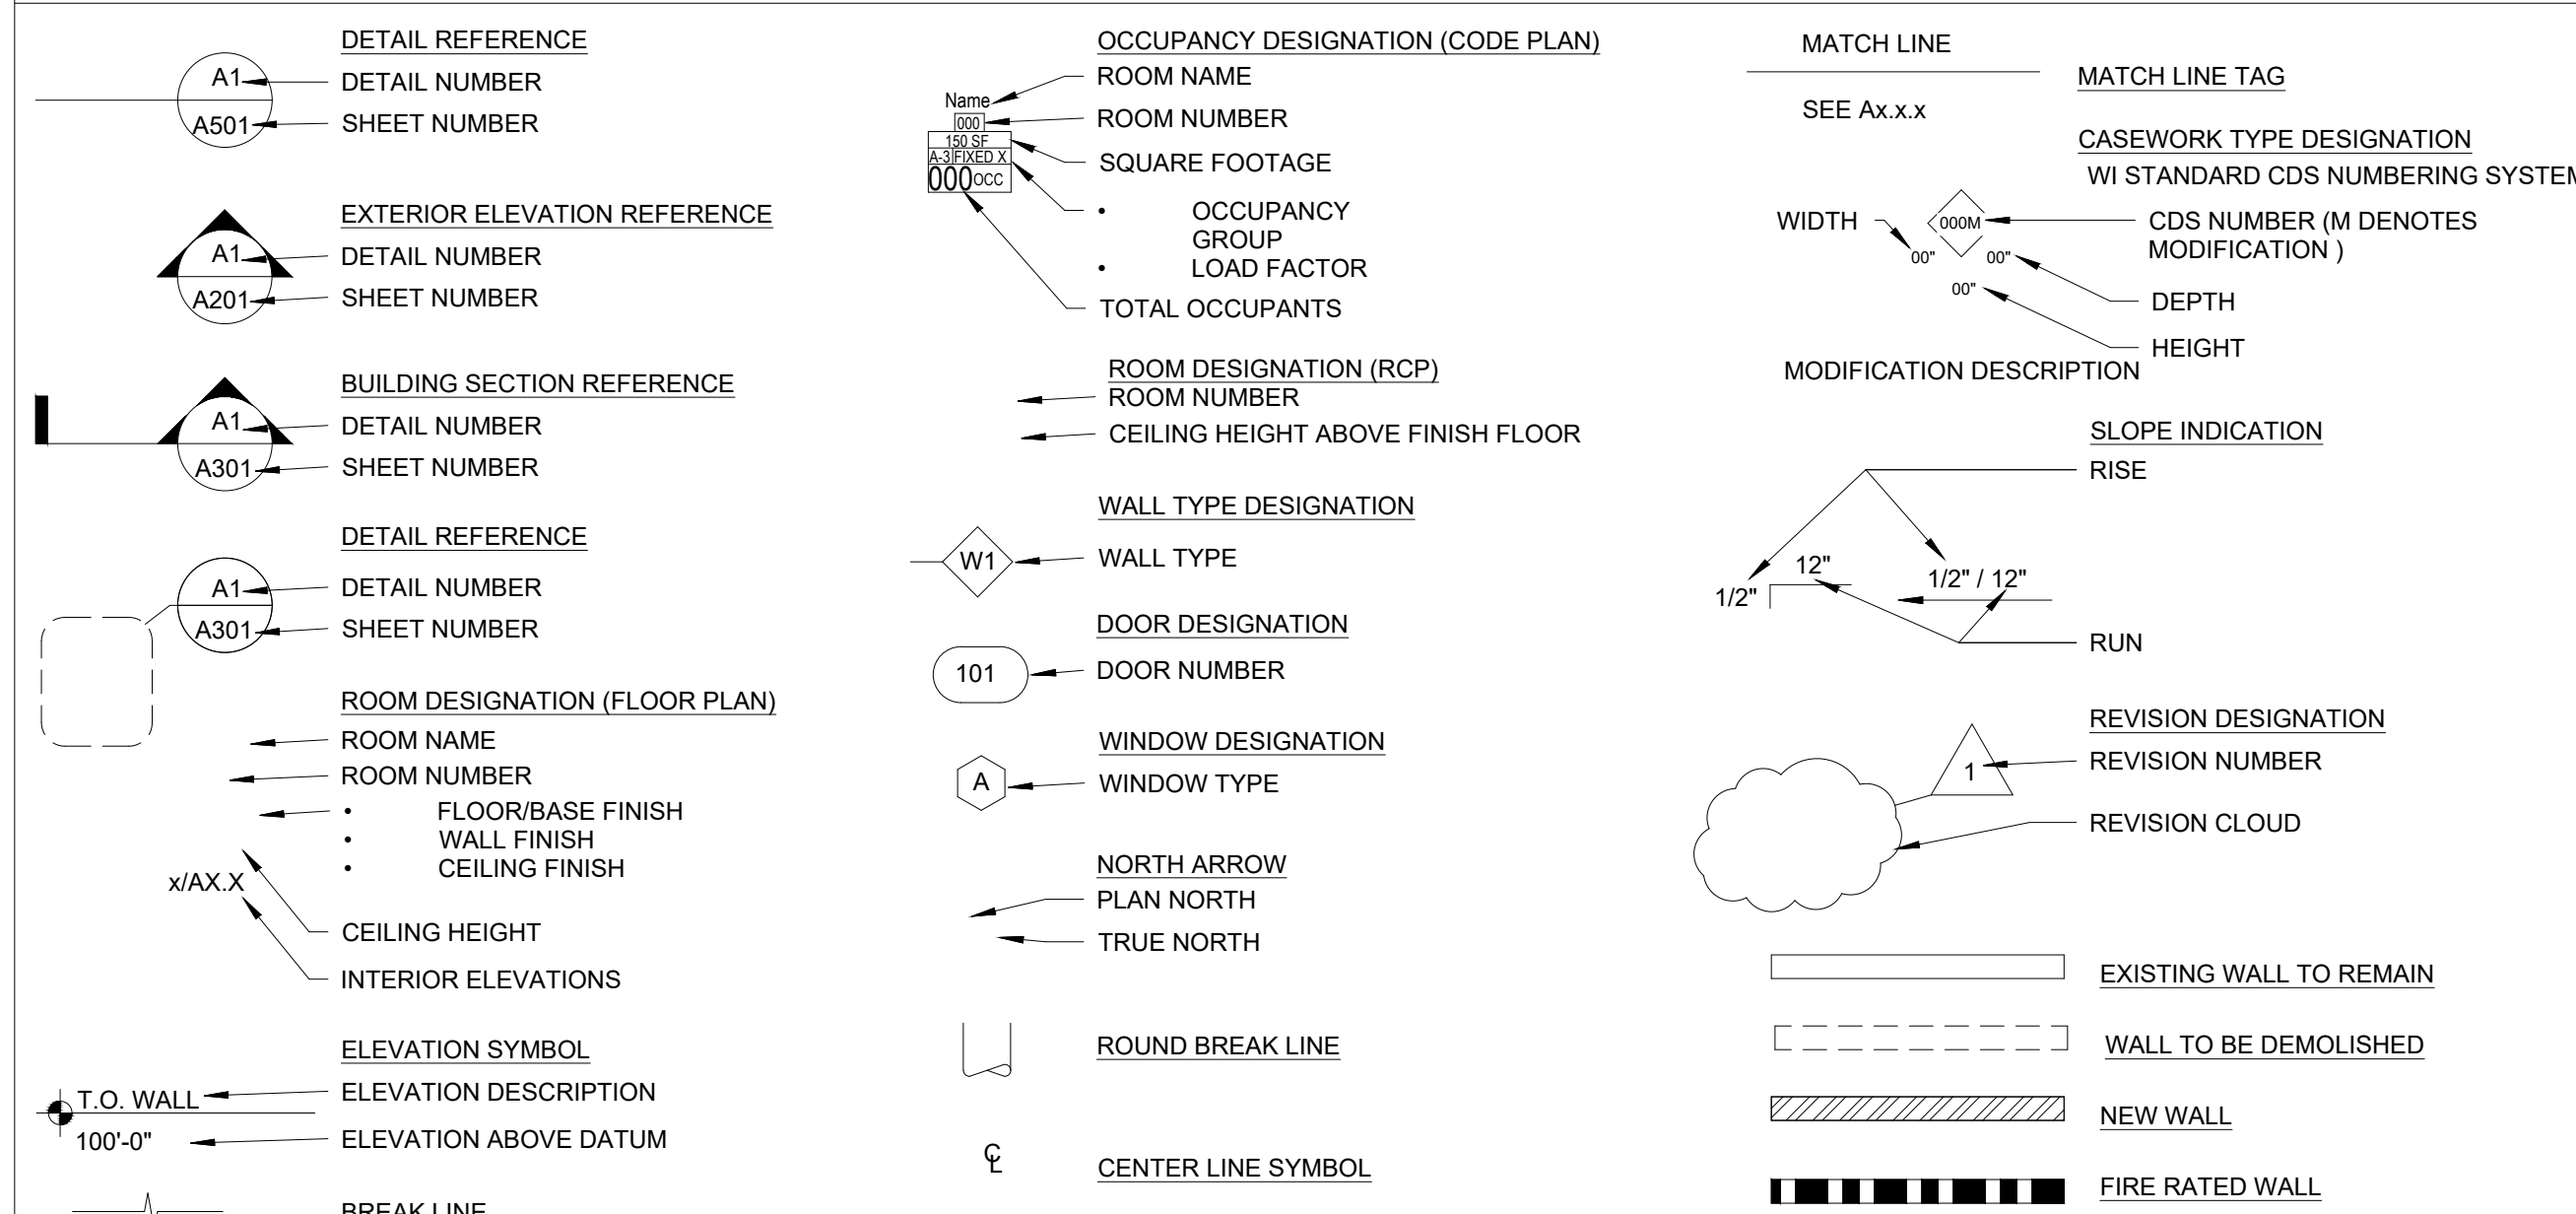 DETAIL REFERENCE
A1
DETAIL NUMBER
A501
SHEET NUMBER
EXTERIOR ELEVATION REFERENCE
A1
DETAIL NUMBER
A201
SHEET NUMBER
BUILDING SECTION REFERENCE
A1
DETAIL NUMBER
A301
SHEET NUMBER
DETAIL REFERENCE
A1
DETAIL NUMBER
A301
SHEET NUMBER
ROOM DESIGNATION (FLOOR PLAN)
ROOM NAME
ROOM NUMBER
• FLOOR/BASE FINISH
• WALL FINISH
• CEILING FINISH
x/AX.X
CEILING HEIGHT
INTERIOR ELEVATIONS
ELEVATION SYMBOL
T.O. WALL
ELEVATION DESCRIPTION
100'-0"
ELEVATION ABOVE DATUM
BREAK LINE
OCCUPANCY DESIGNATION (CODE PLAN)
ROOM NAME
Name
000
ROOM NUMBER
150 SF
A-3 FIXED X
000 OCC
SQUARE FOOTAGE
• OCCUPANCY
GROUP
• LOAD FACTOR
TOTAL OCCUPANTS
ROOM DESIGNATION (RCP)
ROOM NUMBER
CEILING HEIGHT ABOVE FINISH FLOOR
WALL TYPE DESIGNATION
W1
WALL TYPE
DOOR DESIGNATION
101
DOOR NUMBER
WINDOW DESIGNATION
A
WINDOW TYPE
NORTH ARROW
PLAN NORTH
TRUE NORTH
ROUND BREAK LINE
℄
CENTER LINE SYMBOL
MATCH LINE
MATCH LINE TAG
SEE Ax.x.x
CASEWORK TYPE DESIGNATION
WI STANDARD CDS NUMBERING SYSTEM
WIDTH
000M
CDS NUMBER (M DENOTES
MODIFICATION )
00"
00"
00"
DEPTH
HEIGHT
MODIFICATION DESCRIPTION
SLOPE INDICATION
RISE
12"
1/2"
1/2" / 12"
RUN
REVISION DESIGNATION
1
REVISION NUMBER
REVISION CLOUD
EXISTING WALL TO REMAIN
WALL TO BE DEMOLISHED
NEW WALL
FIRE RATED WALL